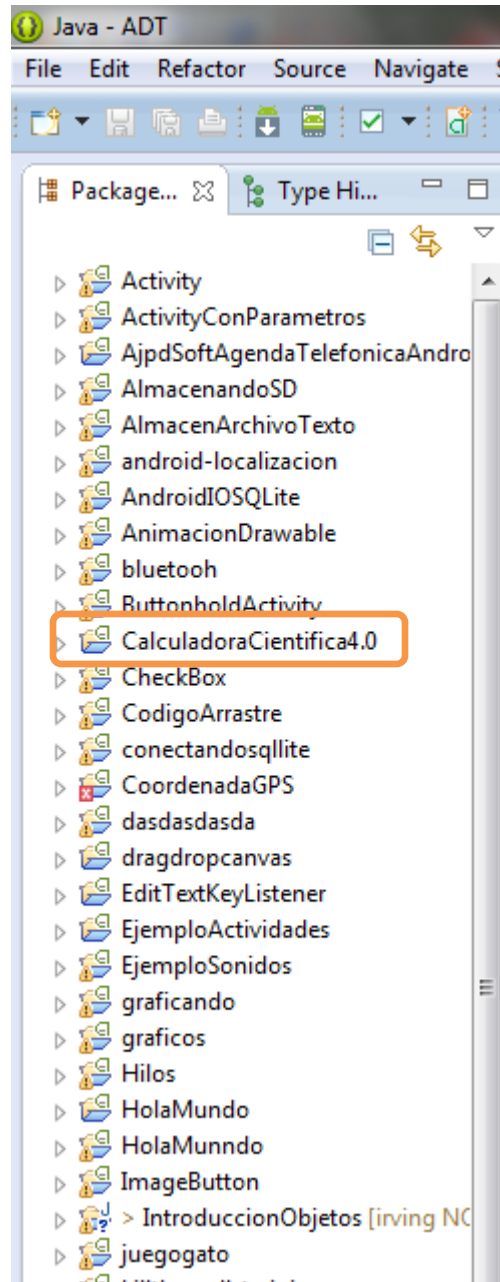 Java - ADT
File Edit Refactor Source Navigate
Package... Type Hi...
Activity
ActivityConParametros
AjpdSoftAgendaTelefonicaAndro
AlmacenandoSD
AlmacenArchivoTexto
android-localizacion
AndroidIOSQLite
AnimacionDrawable
bluetooh
ButtonholdActivity
CalculadoraCientifica4.0
CheckBox
CodigoArrastre
conectandosqllite
CoordenadaGPS
dasdasdasda
dragdropcanvas
EditTextKeyListener
EjemploActividades
EjemploSonidos
graficando
graficos
Hilos
HolaMundo
HolaMunndo
ImageButton
> IntroduccionObjetos [irving NO
juegogato